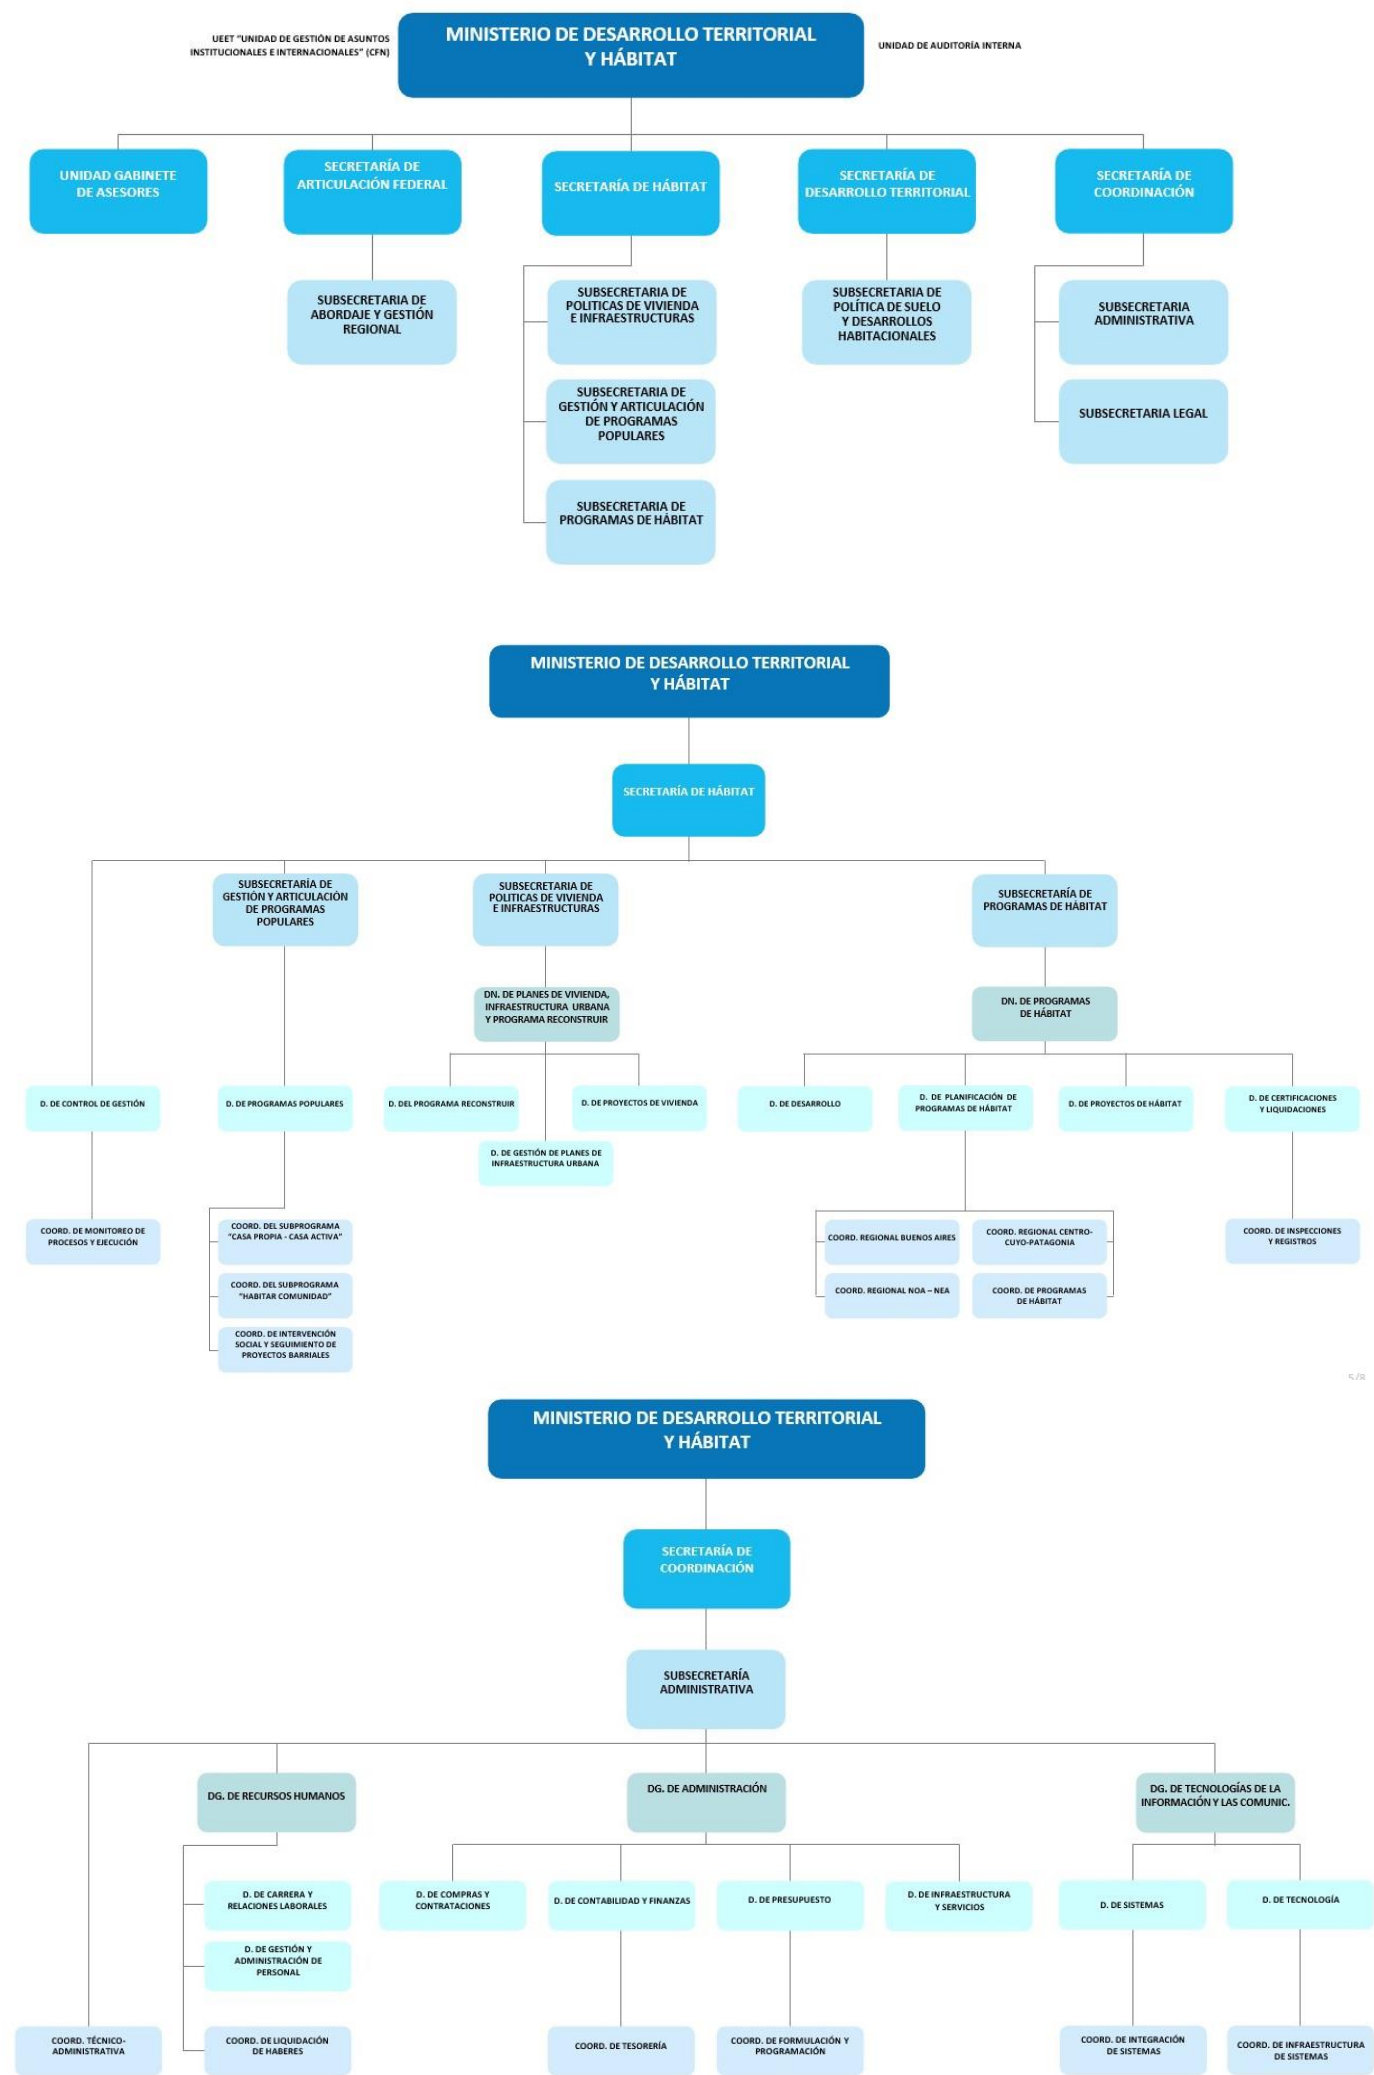 UEET "UNIDAD DE GESTIÓN DE ASUNTOS
INSTITUCIONALES E INTERNACIONALES" (CFN)
MINISTERIO DE DESARROLLO TERRITORIAL
Y HÁBITAT
UNIDAD DE AUDITORÍA INTERNA
UNIDAD GABINETE
DE ASESORES
SECRETARÍA DE
ARTICULACIÓN FEDERAL
SECRETARÍA DE HÁBITAT
SECRETARÍA DE
DESARROLLO TERRITORIAL
SECRETARÍA DE
COORDINACIÓN
SUBSECRETARIA DE
ABORDAJE Y GESTIÓN
REGIONAL
SUBSECRETARIA DE
POLITICAS DE VIVIENDA
E INFRAESTRUCTURAS
SUBSECRETARIA DE
POLÍTICA DE SUELO
Y DESARROLLOS
HABITACIONALES
SUBSECRETARIA
ADMINISTRATIVA
SUBSECRETARIA DE
GESTIÓN Y ARTICULACIÓN
DE PROGRAMAS
POPULARES
SUBSECRETARIA LEGAL
SUBSECRETARIA DE
PROGRAMAS DE HÁBITAT
MINISTERIO DE DESARROLLO TERRITORIAL
Y HÁBITAT
SECRETARÍA DE HÁBITAT
SUBSECRETARÍA DE
GESTIÓN Y ARTICULACIÓN
DE PROGRAMAS
POPULARES
SUBSECRETARIA DE
POLITICAS DE VIVIENDA
E INFRAESTRUCTURAS
SUBSECRETARÍA DE
PROGRAMAS DE HÁBITAT
DN. DE PLANES DE VIVIENDA,
INFRAESTRUCTURA URBANA
Y PROGRAMA RECONSTRUIR
DN. DE PROGRAMAS
DE HÁBITAT
D. DE CONTROL DE GESTIÓN
D. DE PROGRAMAS POPULARES
D. DEL PROGRAMA RECONSTRUIR
D. DE PROYECTOS DE VIVIENDA
D. DE DESARROLLO
D. DE PLANIFICACIÓN DE
PROGRAMAS DE HÁBITAT
D. DE PROYECTOS DE HÁBITAT
D. DE CERTIFICACIONES
Y LIQUIDACIONES
D. DE GESTIÓN DE PLANES DE
INFRAESTRUCTURA URBANA
COORD. DE MONITOREO DE
PROCESOS Y EJECUCIÓN
COORD. DEL SUBPROGRAMA
"CASA PROPIA - CASA ACTIVA"
COORD. REGIONAL BUENOS AIRES
COORD. REGIONAL CENTRO-
CUYO-PATAGONIA
COORD. DE INSPECCIONES
Y REGISTROS
COORD. DEL SUBPROGRAMA
"HABITAR COMUNIDAD"
COORD. REGIONAL NOA – NEA
COORD. DE PROGRAMAS
DE HÁBITAT
COORD. DE INTERVENCIÓN
SOCIAL Y SEGUIMIENTO DE
PROYECTOS BARRIALES
5/8
MINISTERIO DE DESARROLLO TERRITORIAL
Y HÁBITAT
SECRETARÍA DE
COORDINACIÓN
SUBSECRETARÍA
ADMINISTRATIVA
DG. DE RECURSOS HUMANOS
DG. DE ADMINISTRACIÓN
DG. DE TECNOLOGÍAS DE LA
INFORMACIÓN Y LAS COMUNIC.
D. DE CARRERA Y
RELACIONES LABORALES
D. DE COMPRAS Y
CONTRATACIONES
D. DE CONTABILIDAD Y FINANZAS
D. DE PRESUPUESTO
D. DE INFRAESTRUCTURA
Y SERVICIOS
D. DE SISTEMAS
D. DE TECNOLOGÍA
D. DE GESTIÓN Y
ADMINISTRACIÓN DE
PERSONAL
COORD. TÉCNICO-
ADMINISTRATIVA
COORD. DE LIQUIDACIÓN
DE HABERES
COORD. DE TESORERÍA
COORD. DE FORMULACIÓN Y
PROGRAMACIÓN
COORD. DE INTEGRACIÓN
DE SISTEMAS
COORD. DE INFRAESTRUCTURA
DE SISTEMAS